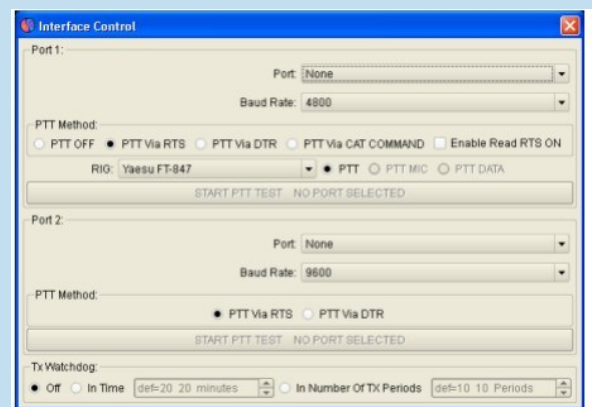 Interface Control
Port 1:
Port: None
Baud Rate: 4800
PTT Method:
PTT OFF PTT Via RTS PTT Via DTR PTT Via CAT COMMAND Enable Read RTS ON
RIG: Yaesu FT-847 PTT PTT MIC PTT DATA
START PTT TEST NO PORT SELECTED
Port 2:
Port: None
Baud Rate: 9600
PTT Method:
PTT Via RTS PTT Via DTR
START PTT TEST NO PORT SELECTED
Tx Watchdog:
Off In Time def=20 20 minutes In Number Of TX Periods def=10 10 Periods